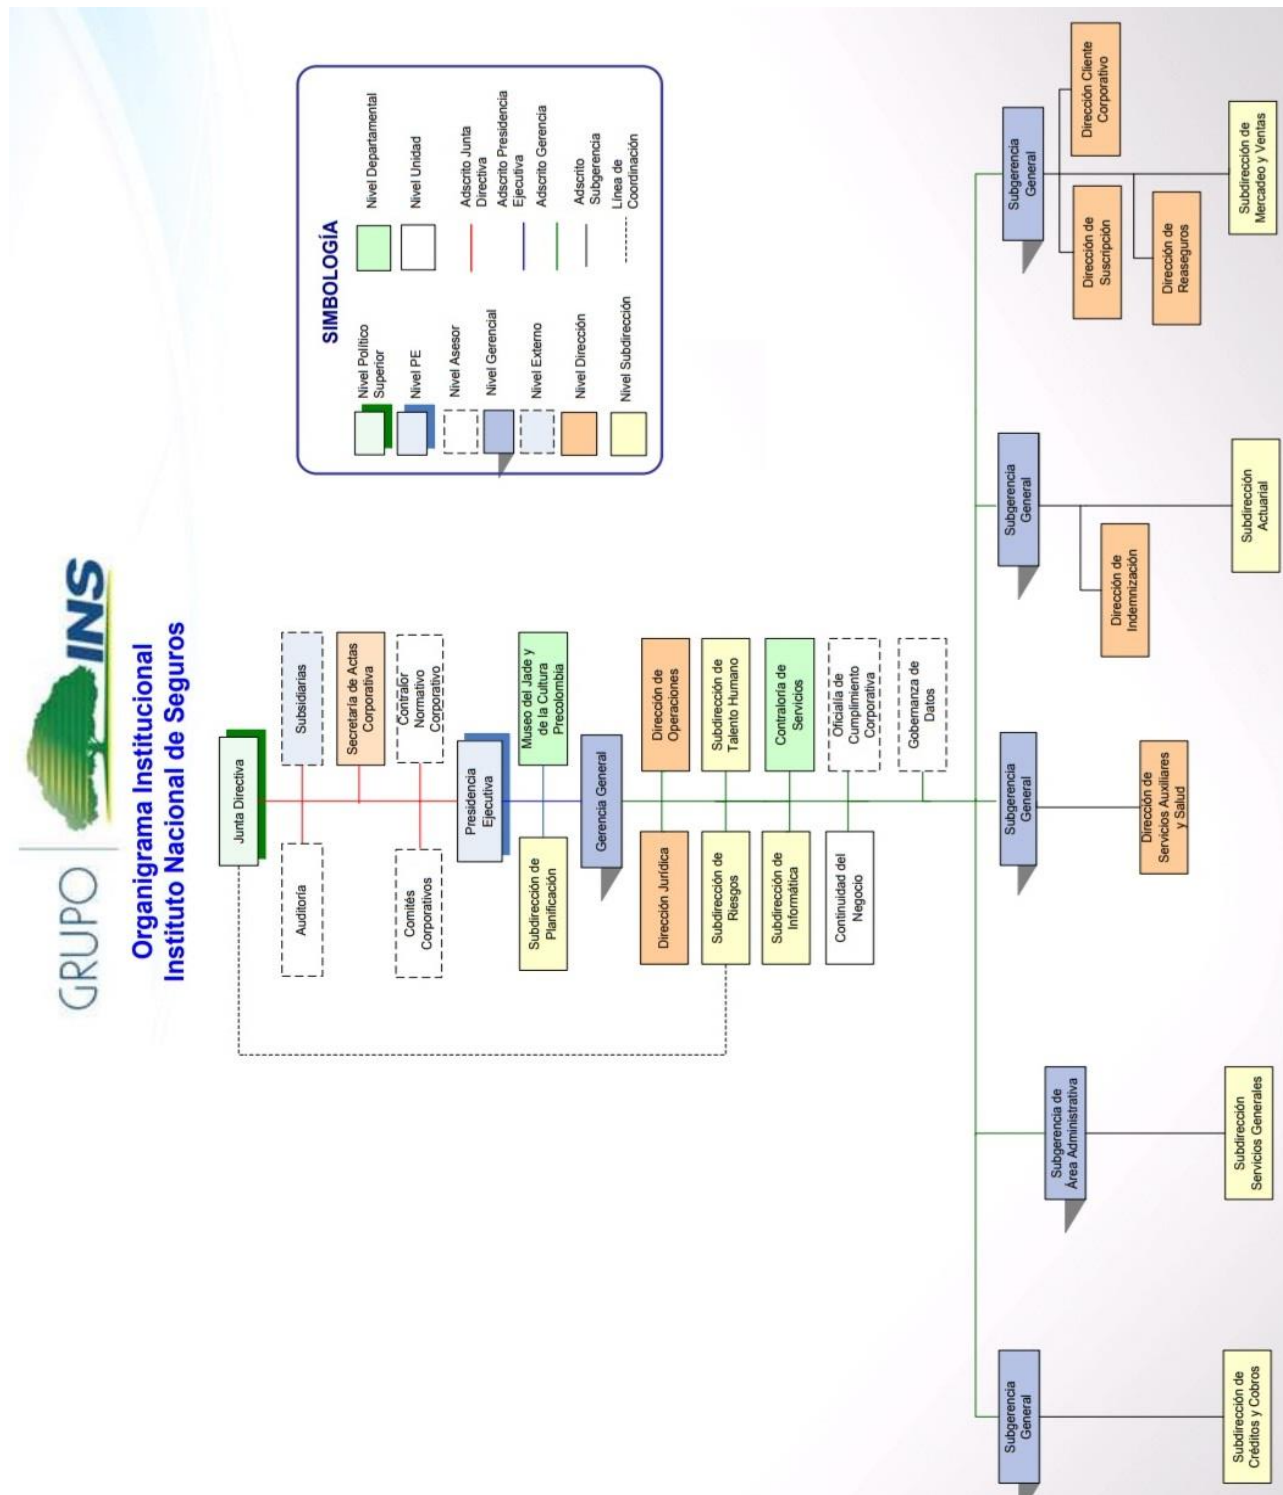 GRUPO INS
Organigrama Institucional
Instituto Nacional de Seguros
SIMBOLOGÍA
Nivel Político
Superior
Nivel PE
Nivel Asesor
Nivel Gerencial
Nivel Externo
Nivel Dirección
Nivel Subdirección
Nivel Departamental
Nivel Unidad
Adscrito Junta
Directiva
Adscrito Presidencia
Ejecutiva
Adscrito Gerencia
Adscrito
Subgerencia
Línea de
Coordinación
Junta Directiva
Auditoría
Subsidiarias
Secretaría de Actas
Corporativa
Comités
Corporativos
Contralor
Normativo
Corporativo
Presidencia
Ejecutiva
Subdirección de
Planificación
Museo del Jade y
de la Cultura
Precolombia
Gerencia General
Dirección Jurídica
Dirección de
Operaciones
Subdirección de
Riesgos
Subdirección de
Talento Humano
Subdirección de
Informática
Contraloría de
Servicios
Continuidad del
Negocio
Oficialía de
Cumplimiento
Corporativa
Gobernanza de
Datos
Subgerencia
General
Subdirección de
Créditos y Cobros
Subgerencia de
Área Administrativa
Subdirección
Servicios Generales
Subgerencia
General
Dirección de
Servicios Auxiliares
y Salud
Subgerencia
General
Dirección de
Indemnización
Subdirección
Actuarial
Subgerencia
General
Dirección de
Suscripción
Dirección Cliente
Corporativo
Dirección de
Reaseguros
Subdirección de
Mercadeo y Ventas